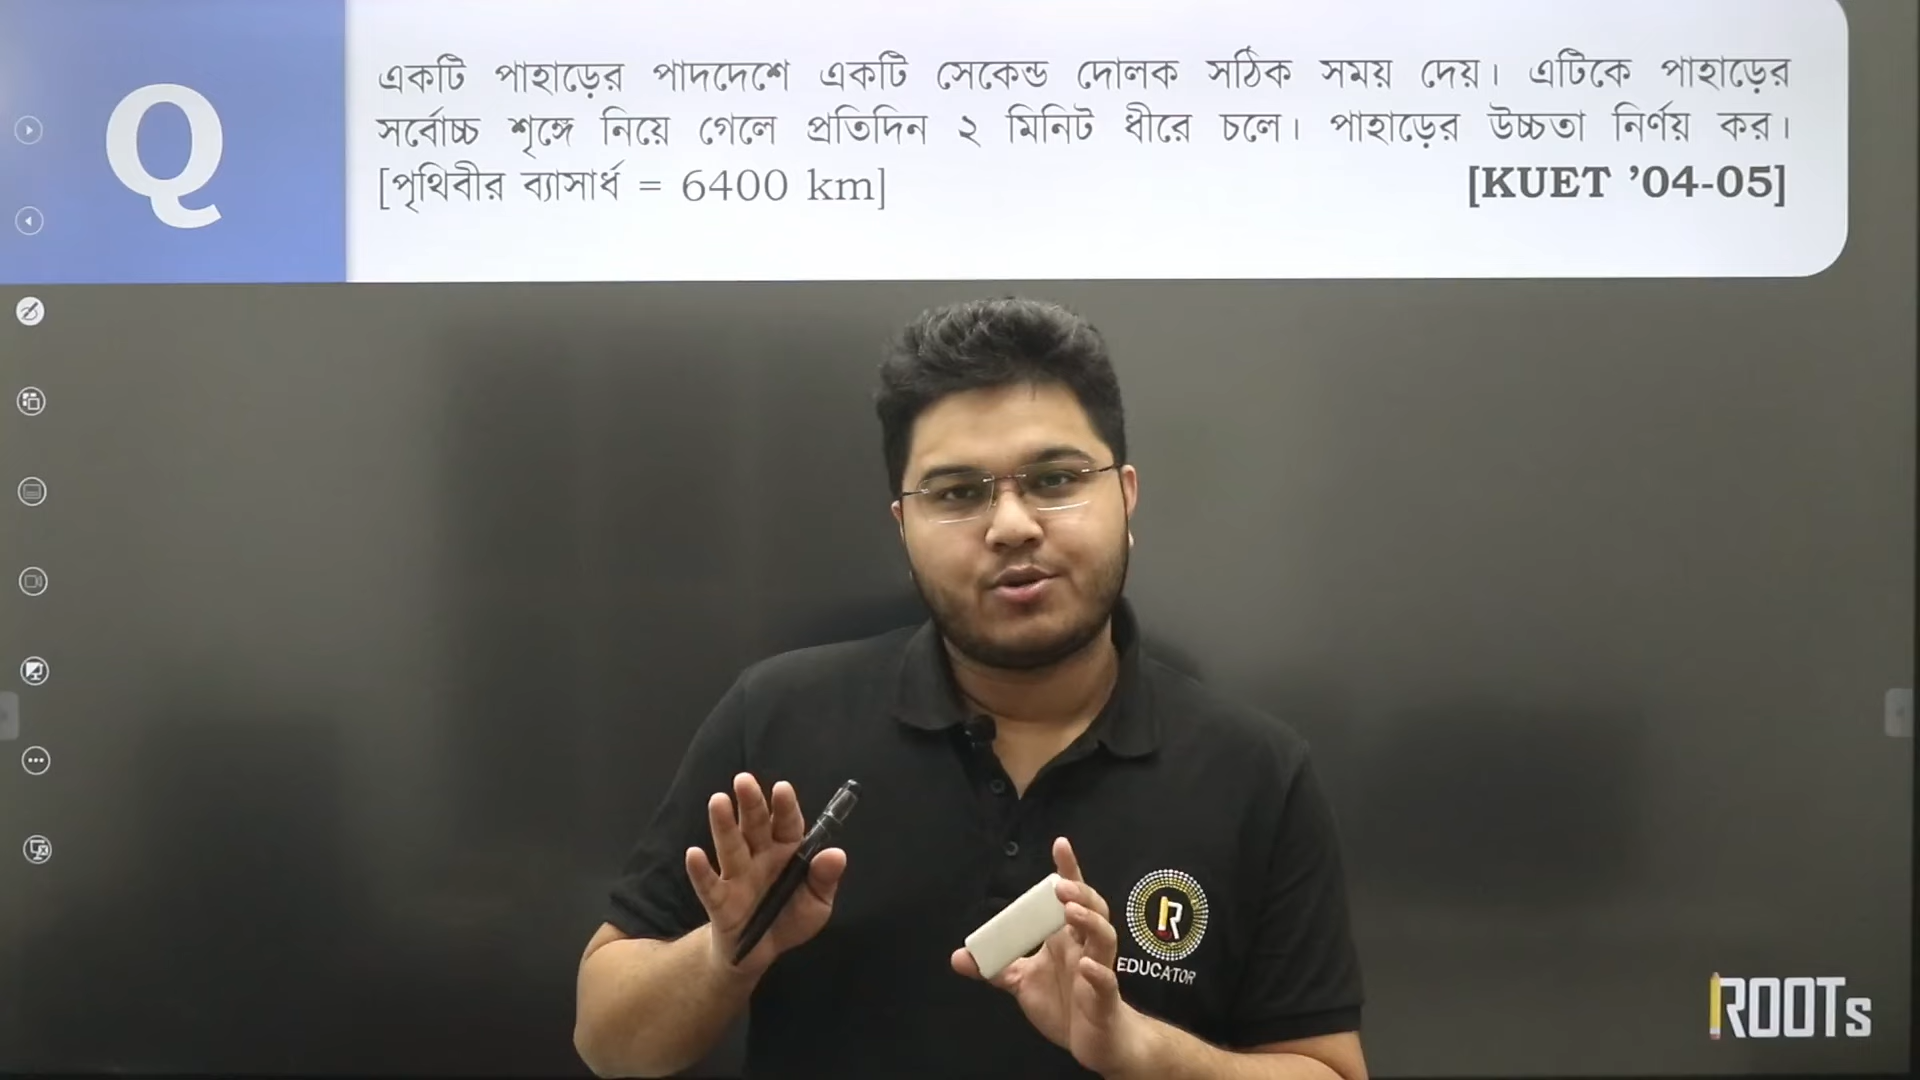 Q
একটি পাহাড়ের পাদদেশে একটি সেকেন্ড দোলক সঠিক সময় দেয়। এটিকে পাহাড়ের
সর্বোচ্চ শৃঙ্গে নিয়ে গেলে প্রতিদিন ২ মিনিট ধীরে চলে। পাহাড়ের উচ্চতা নির্ণয় কর।
[পৃথিবীর ব্যাসার্ধ = 6400 km] [KUET ’04-05]
R
EDUCATOR
ROOTs